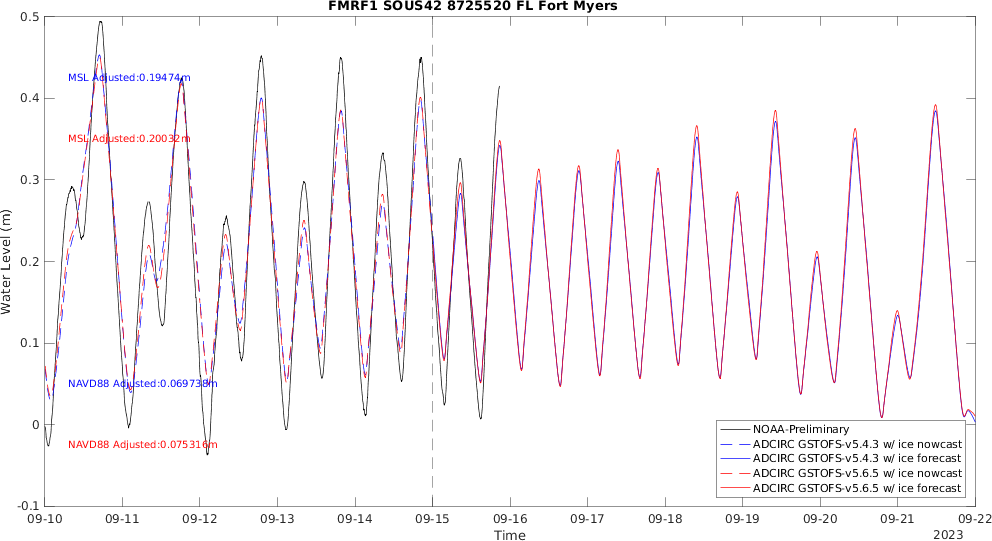 FMRF1 SOUS42 8725520 FL Fort Myers
0.5
0.4
0.3
0.2
0.1
0
-0.1
Water Level (m)
MSL Adjusted:0.19474m
MSL Adjusted:0.20032m
NAVD88 Adjusted:0.069738m
NAVD88 Adjusted:0.075316m
NOAA-Preliminary
ADCIRC GSTOFS-v5.4.3 w/ ice nowcast
ADCIRC GSTOFS-v5.4.3 w/ ice forecast
ADCIRC GSTOFS-v5.6.5 w/ ice nowcast
ADCIRC GSTOFS-v5.6.5 w/ ice forecast
09-10 09-11 09-12 09-13 09-14 09-15 09-16 09-17 09-18 09-19 09-20 09-21 09-22
Time
2023